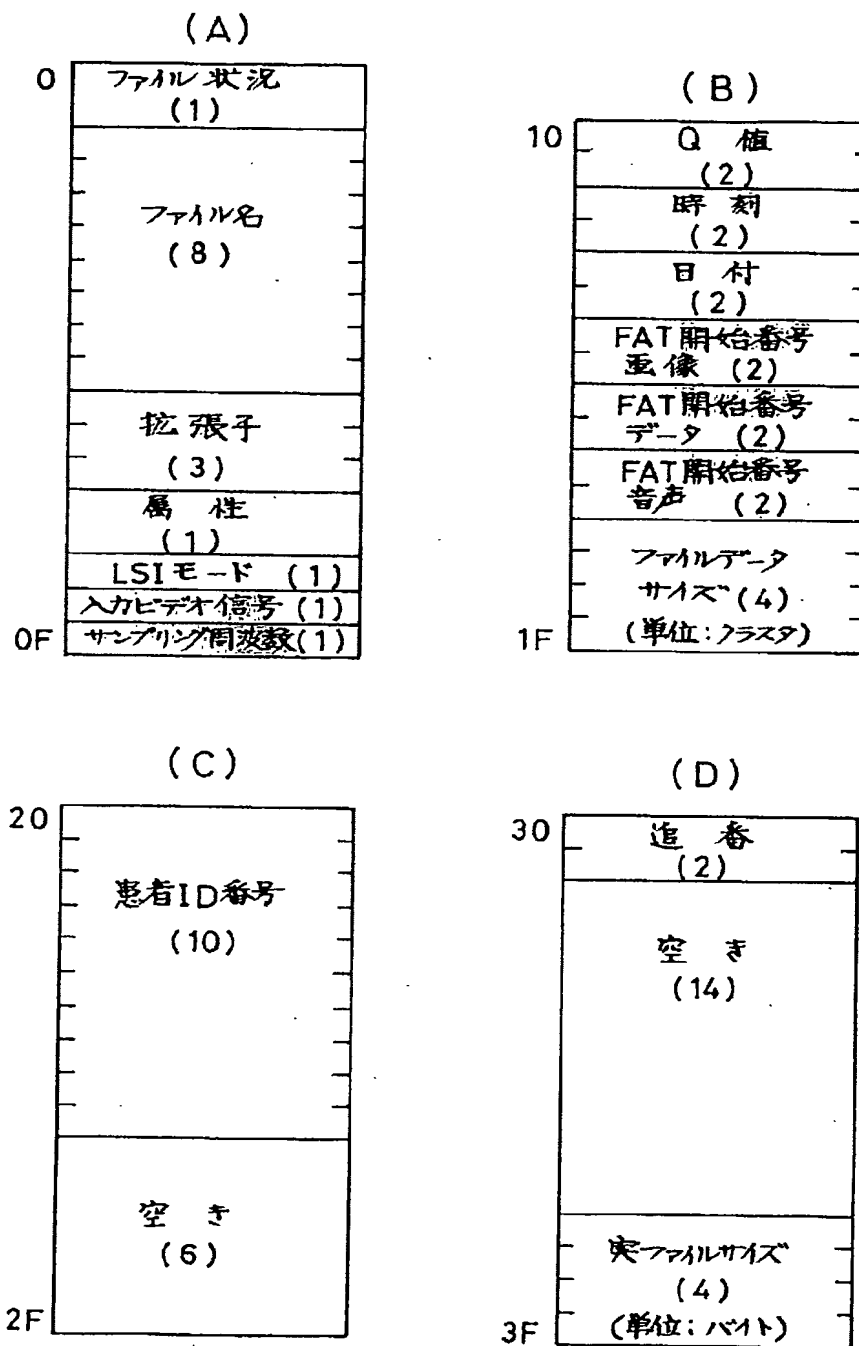 (A)
0
ファイル状況
(1)
ファイル名
(8)
拡張子
(3)
属性
(1)
LSIモード (1)
入力ビデオ信号(1)
サンプリング周波数(1)
0F
(B)
10
Q値
(2)
時刻
(2)
日付
(2)
FAT開始番号
画像 (2)
FAT開始番号
データ (2)
FAT開始番号
音声 (2)
ファイルデータ
サイズ(4)
(単位:クラスタ)
1F
(C)
20
患者ID番号
(10)
空き
(6)
2F
(D)
30
追番
(2)
空き
(14)
実ファイルサイズ
(4)
(単位:バイト)
3F